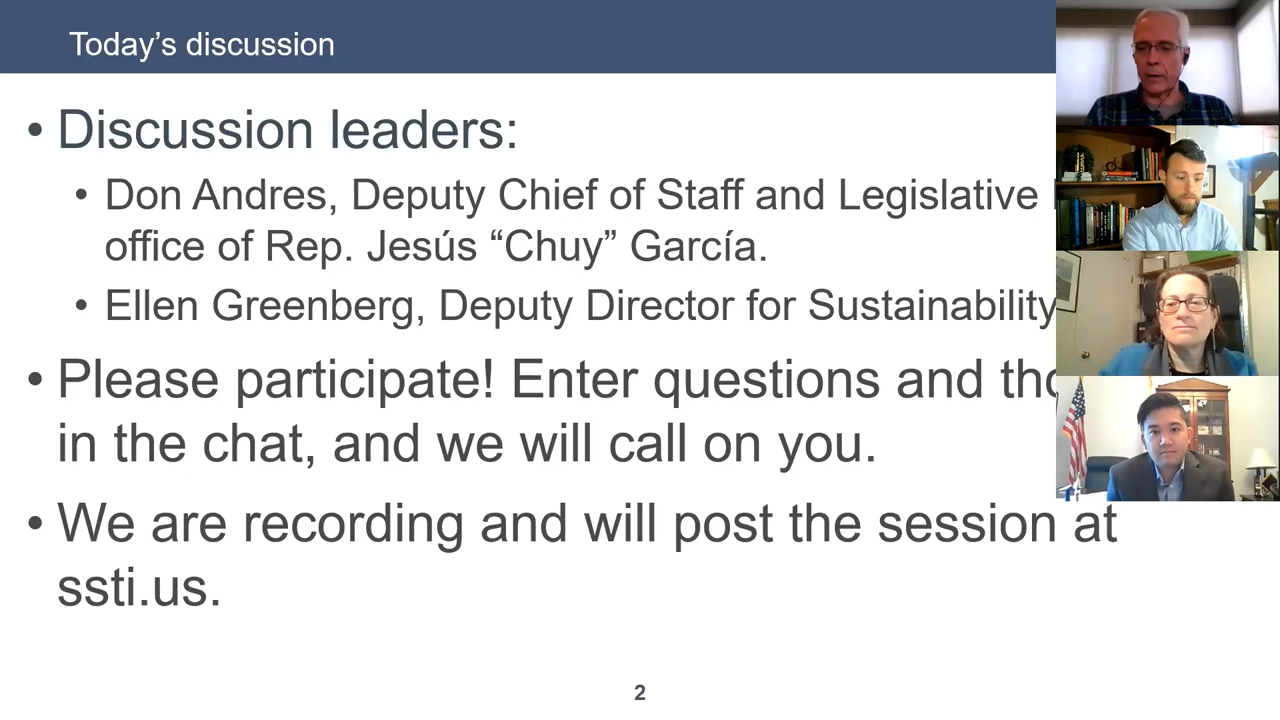 Today's discussion
• Discussion leaders:
• Don Andres, Deputy Chief of Staff and Legislative
office of Rep. Jesús “Chuy” García.
• Ellen Greenberg, Deputy Director for Sustainability
• Please participate! Enter questions and
in the chat, and we will call on you.
• We are recording and will post the session at
ssti.us.
2